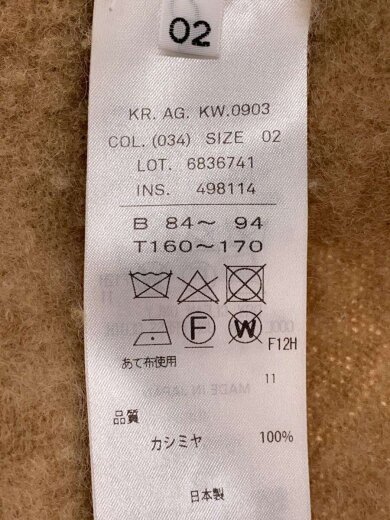 02
KR. AG. KW.0903
COL. (034) SIZE 02
LOT. 6836741
INS. 498114
B 84～ 94
T160～170
F W F12H
あて布使用
11
品質
カシミヤ 100%
日本製